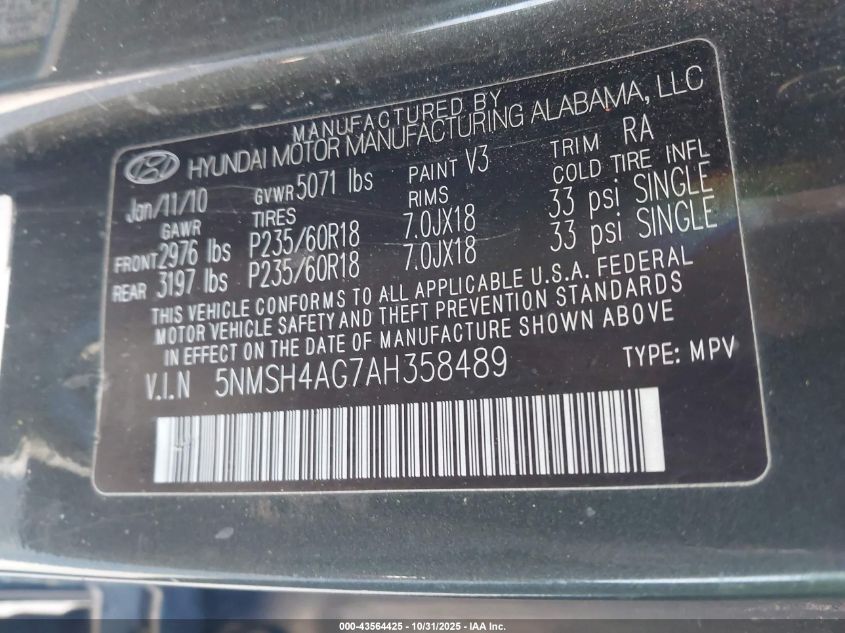 MANUFACTURED BY
HYUNDAI MOTOR MANUFACTURING ALABAMA, LLC
Jan/11/10 GVWR 5071 lbs PAINT V3 TRIM RA
GAWR TIRES RIMS COLD TIRE INFL
FRONT 2976 lbs P235/60R18 7.0JX18 33 psi SINGLE
REAR 3197 lbs P235/60R18 7.0JX18 33 psi SINGLE
THIS VEHICLE CONFORMS TO ALL APPLICABLE U.S.A. FEDERAL
MOTOR VEHICLE SAFETY AND THEFT PREVENTION STANDARDS
IN EFFECT ON THE DATE OF MANUFACTURE SHOWN ABOVE
V.I.N 5NMSH4AG7AH358489 TYPE: MPV
000-43564425 - 10/31/2025 - IAA Inc.